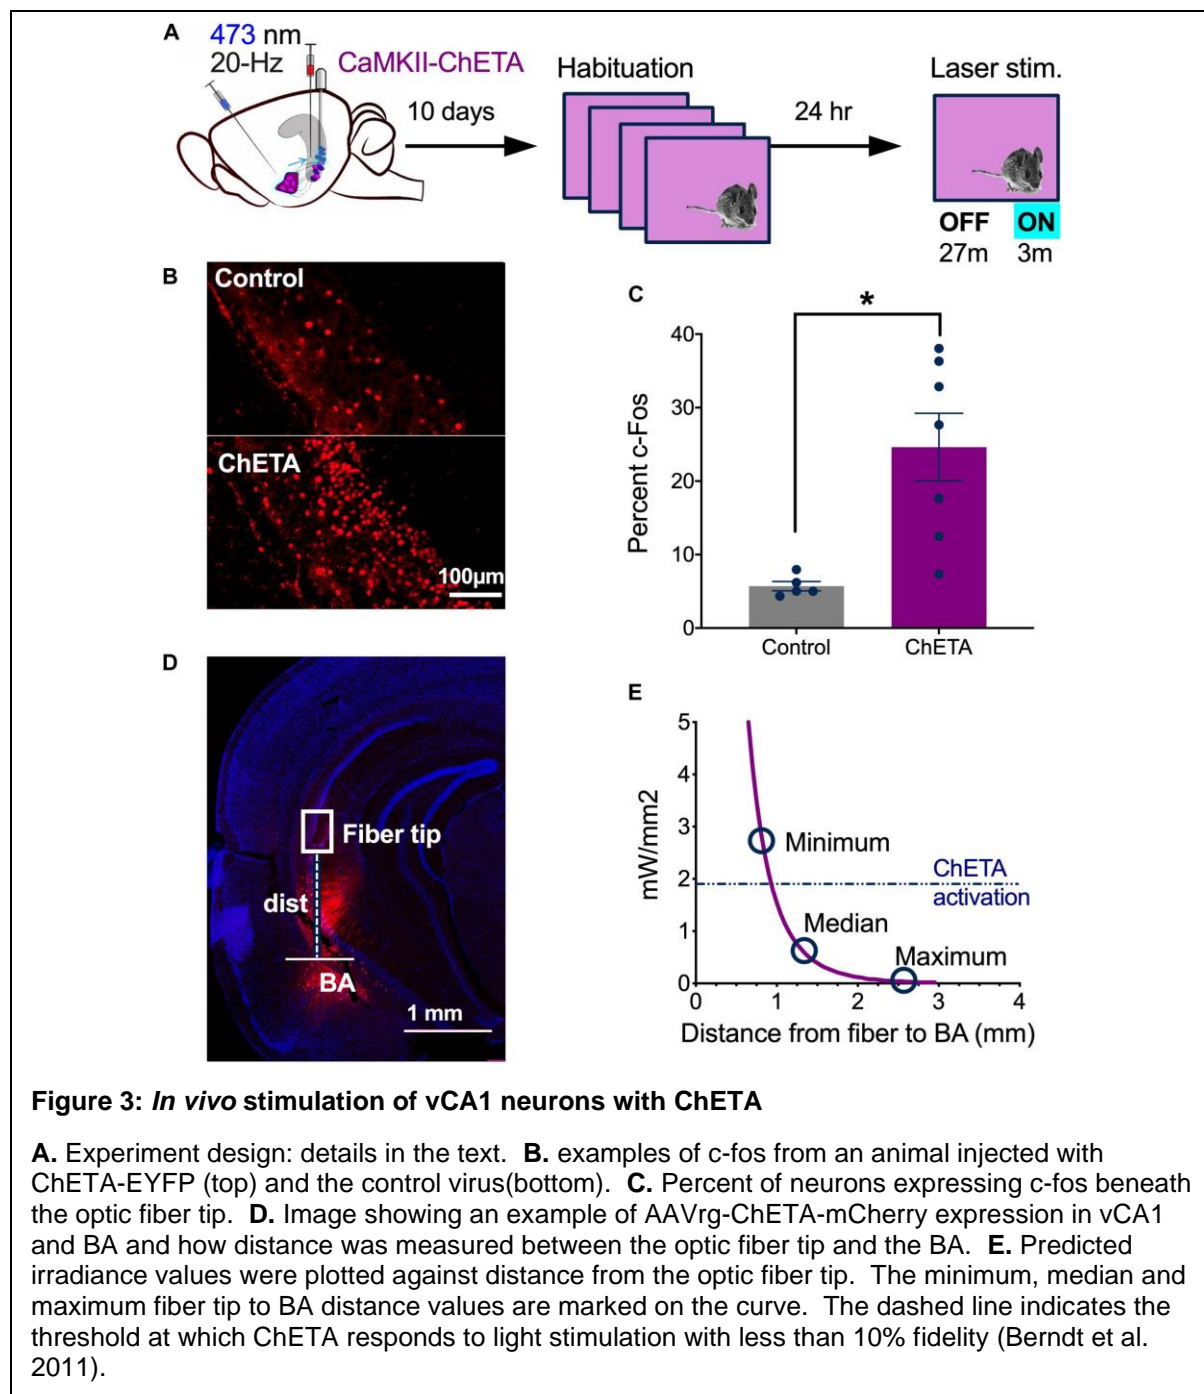 A
473 nm
20-Hz
CaMKII-ChETA
10 days
Habituation
24 hr
Laser stim.
OFF
ON
27m
3m
B
Control
ChETA
100µm
C
*
Percent c-Fos
40
30
20
10
0
Control
ChETA
D
Fiber tip
dist
BA
1 mm
E
mW/mm2
5
4
3
2
1
0
Minimum
ChETA
activation
Median
Maximum
0 1 2 3 4
Distance from fiber to BA (mm)
Figure 3: In vivo stimulation of vCA1 neurons with ChETA
A. Experiment design: details in the text. B. examples of c-fos from an animal injected with
ChETA-EYFP (top) and the control virus(bottom). C. Percent of neurons expressing c-fos beneath
the optic fiber tip. D. Image showing an example of AAVrg-ChETA-mCherry expression in vCA1
and BA and how distance was measured between the optic fiber tip and the BA. E. Predicted
irradiance values were plotted against distance from the optic fiber tip. The minimum, median and
maximum fiber tip to BA distance values are marked on the curve. The dashed line indicates the
threshold at which ChETA responds to light stimulation with less than 10% fidelity (Berndt et al.
2011).